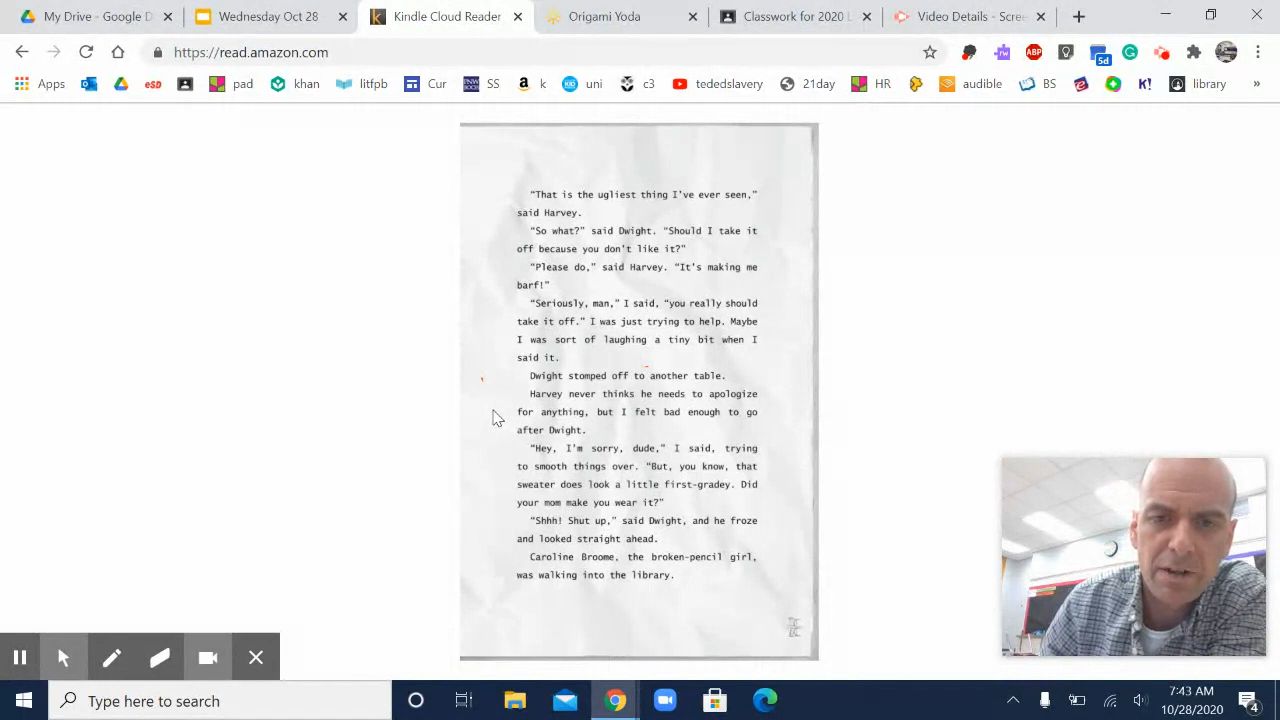 My Drive - Google D
Wednesday Oct 28
Kindle Cloud Reader
Origami Yoda
Classwork for 2020 L
Video Details - Scree
https://read.amazon.com
ABP
rw
5d
Apps
esD
pad
khan
litfpb
Cur
SS
k
uni
c3
tededslavery
21day
HR
audible
BS
K!
library
“That is the ugliest thing I’ve ever seen,”
said Harvey.
“So what?” said Dwight. “Should I take it
off because you don’t like it?”
“Please do,” said Harvey. “It’s making me
barf!”
“Seriously, man,” I said, “you really should
take it off.” I was just trying to help. Maybe
I was sort of laughing a tiny bit when I
said it.
Dwight stomped off to another table.
Harvey never thinks he needs to apologize
for anything, but I felt bad enough to go
after Dwight.
“Hey, I’m sorry, dude,” I said, trying
to smooth things over. “But, you know, that
sweater does look a little first-gradey. Did
your mom make you wear it?”
“Shhh! Shut up,” said Dwight, and he froze
and looked straight ahead.
Caroline Broome, the broken-pencil girl,
was walking into the library.
Type here to search
7:43 AM
10/28/2020
4